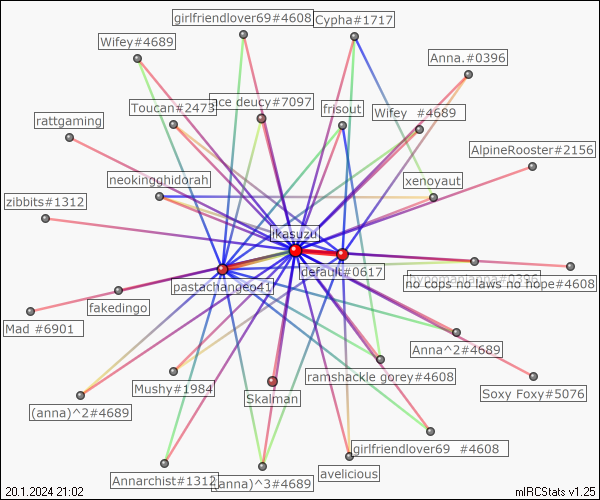 girlfriendlover69#4608
Cypha#1717
Wifey#4689
Anna.#0396
ace deucy#7097
Toucan#2473
frisout
Wifey #4689
rattgaming
AlpineRooster#2156
neokingghidorah
xenoyaut
zibbits#1312
ikasuzu
default#0617
no cops no laws no hope#4608
pastachangeo41
fakedingo
Mad #6901
Anna^2#4689
ramshackle gorey#4608
Mushy#1984
Skalman
Soxy Foxy#5076
(anna)^2#4689
girlfriendlover69 #4608
Annarchist#1312
(anna)^3#4689
avelicious
20.1.2024 21:02
mIRCStats v1.25